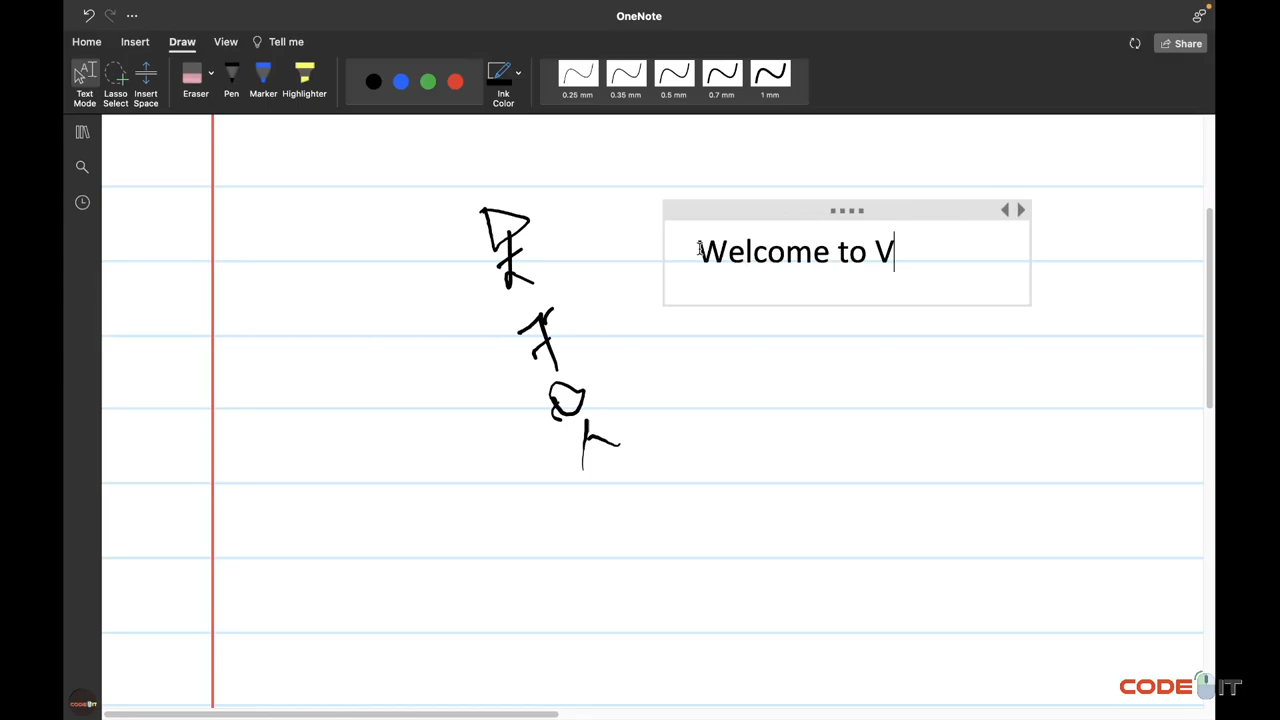 OneNote
Home Insert Draw View Tell me
Share
Text Mode
Lasso Select
Insert Space
Eraser
Pen
Marker
Highlighter
Ink Color
0.25 mm
0.35 mm
0.5 mm
0.7 mm
1 mm
Welcome to V
CODE IT